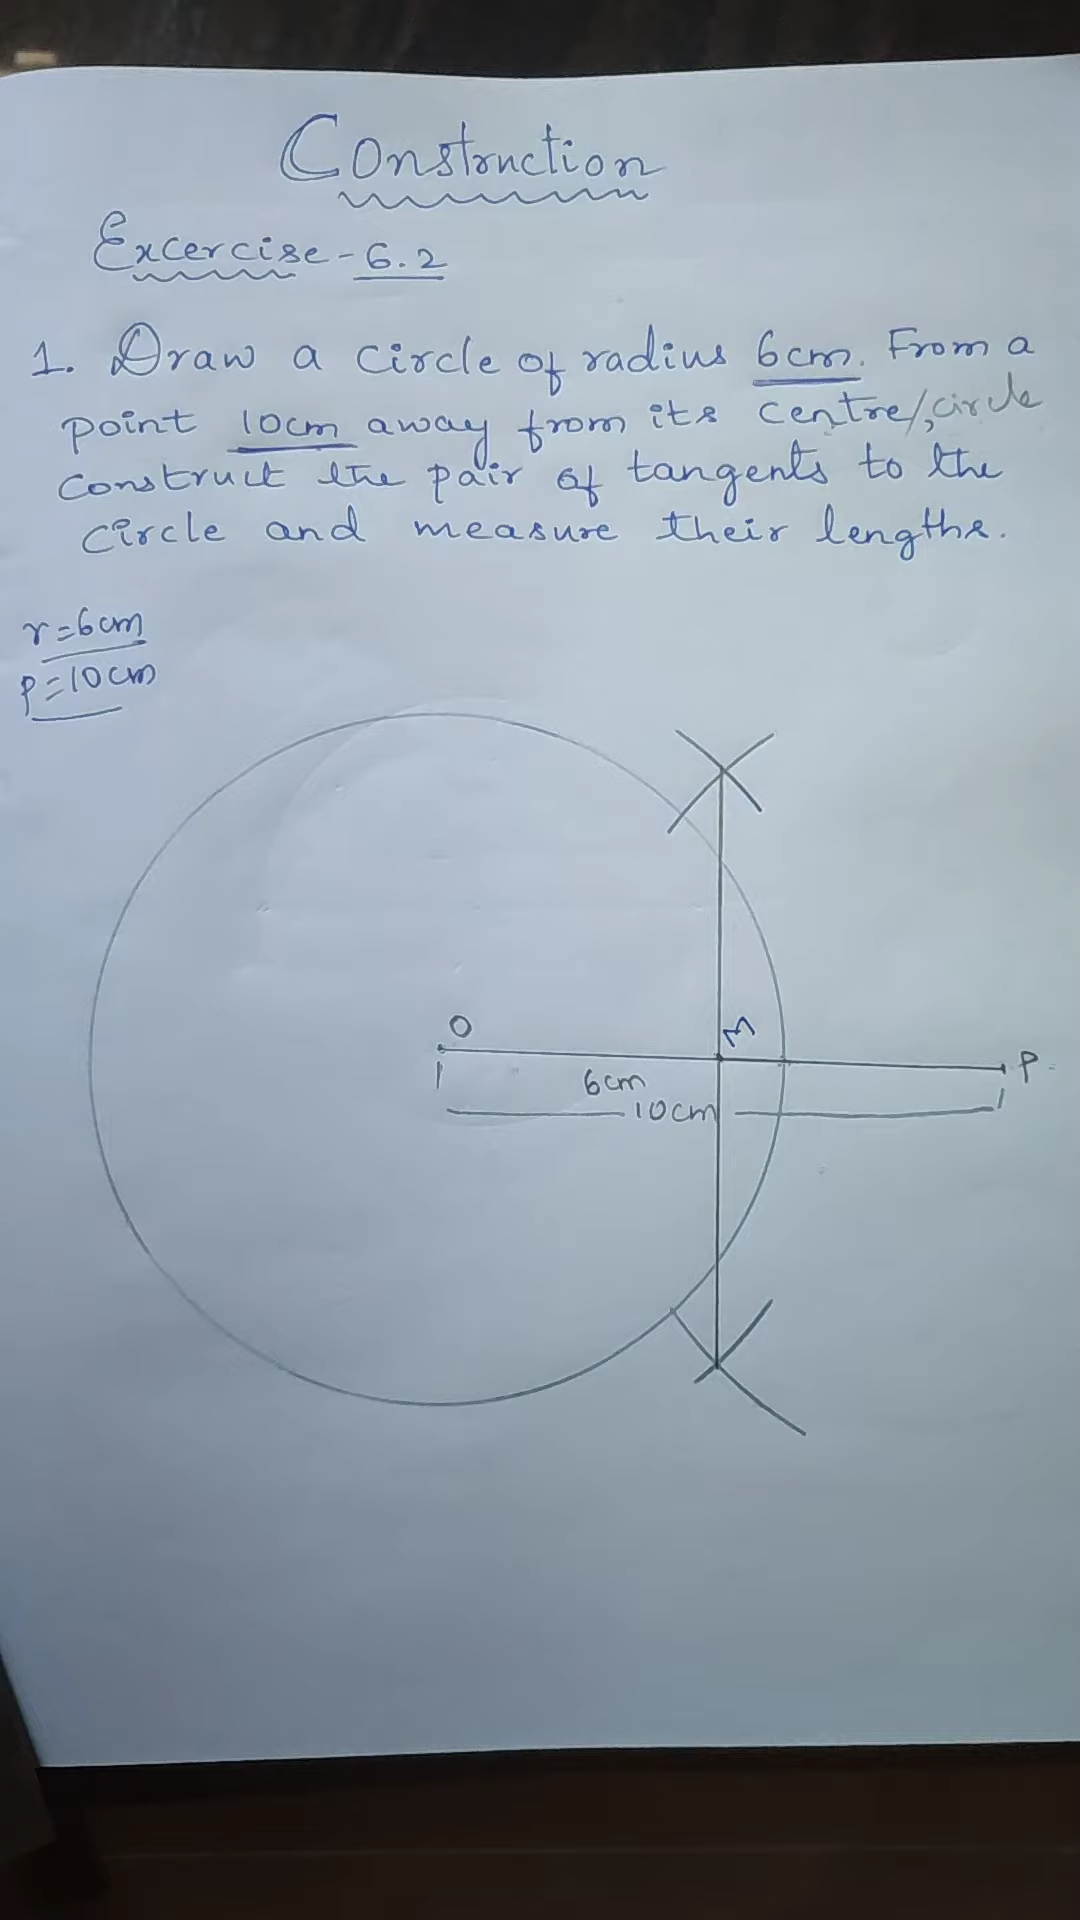 Construction
Excercise-6.2
1. Draw a circle of radius 6cm. From a
point 10cm away from its centre/circle
construct the pair of tangents to the
circle and measure their lengths.
r=6cm
P=10cm
O
M
P
6cm
10cm